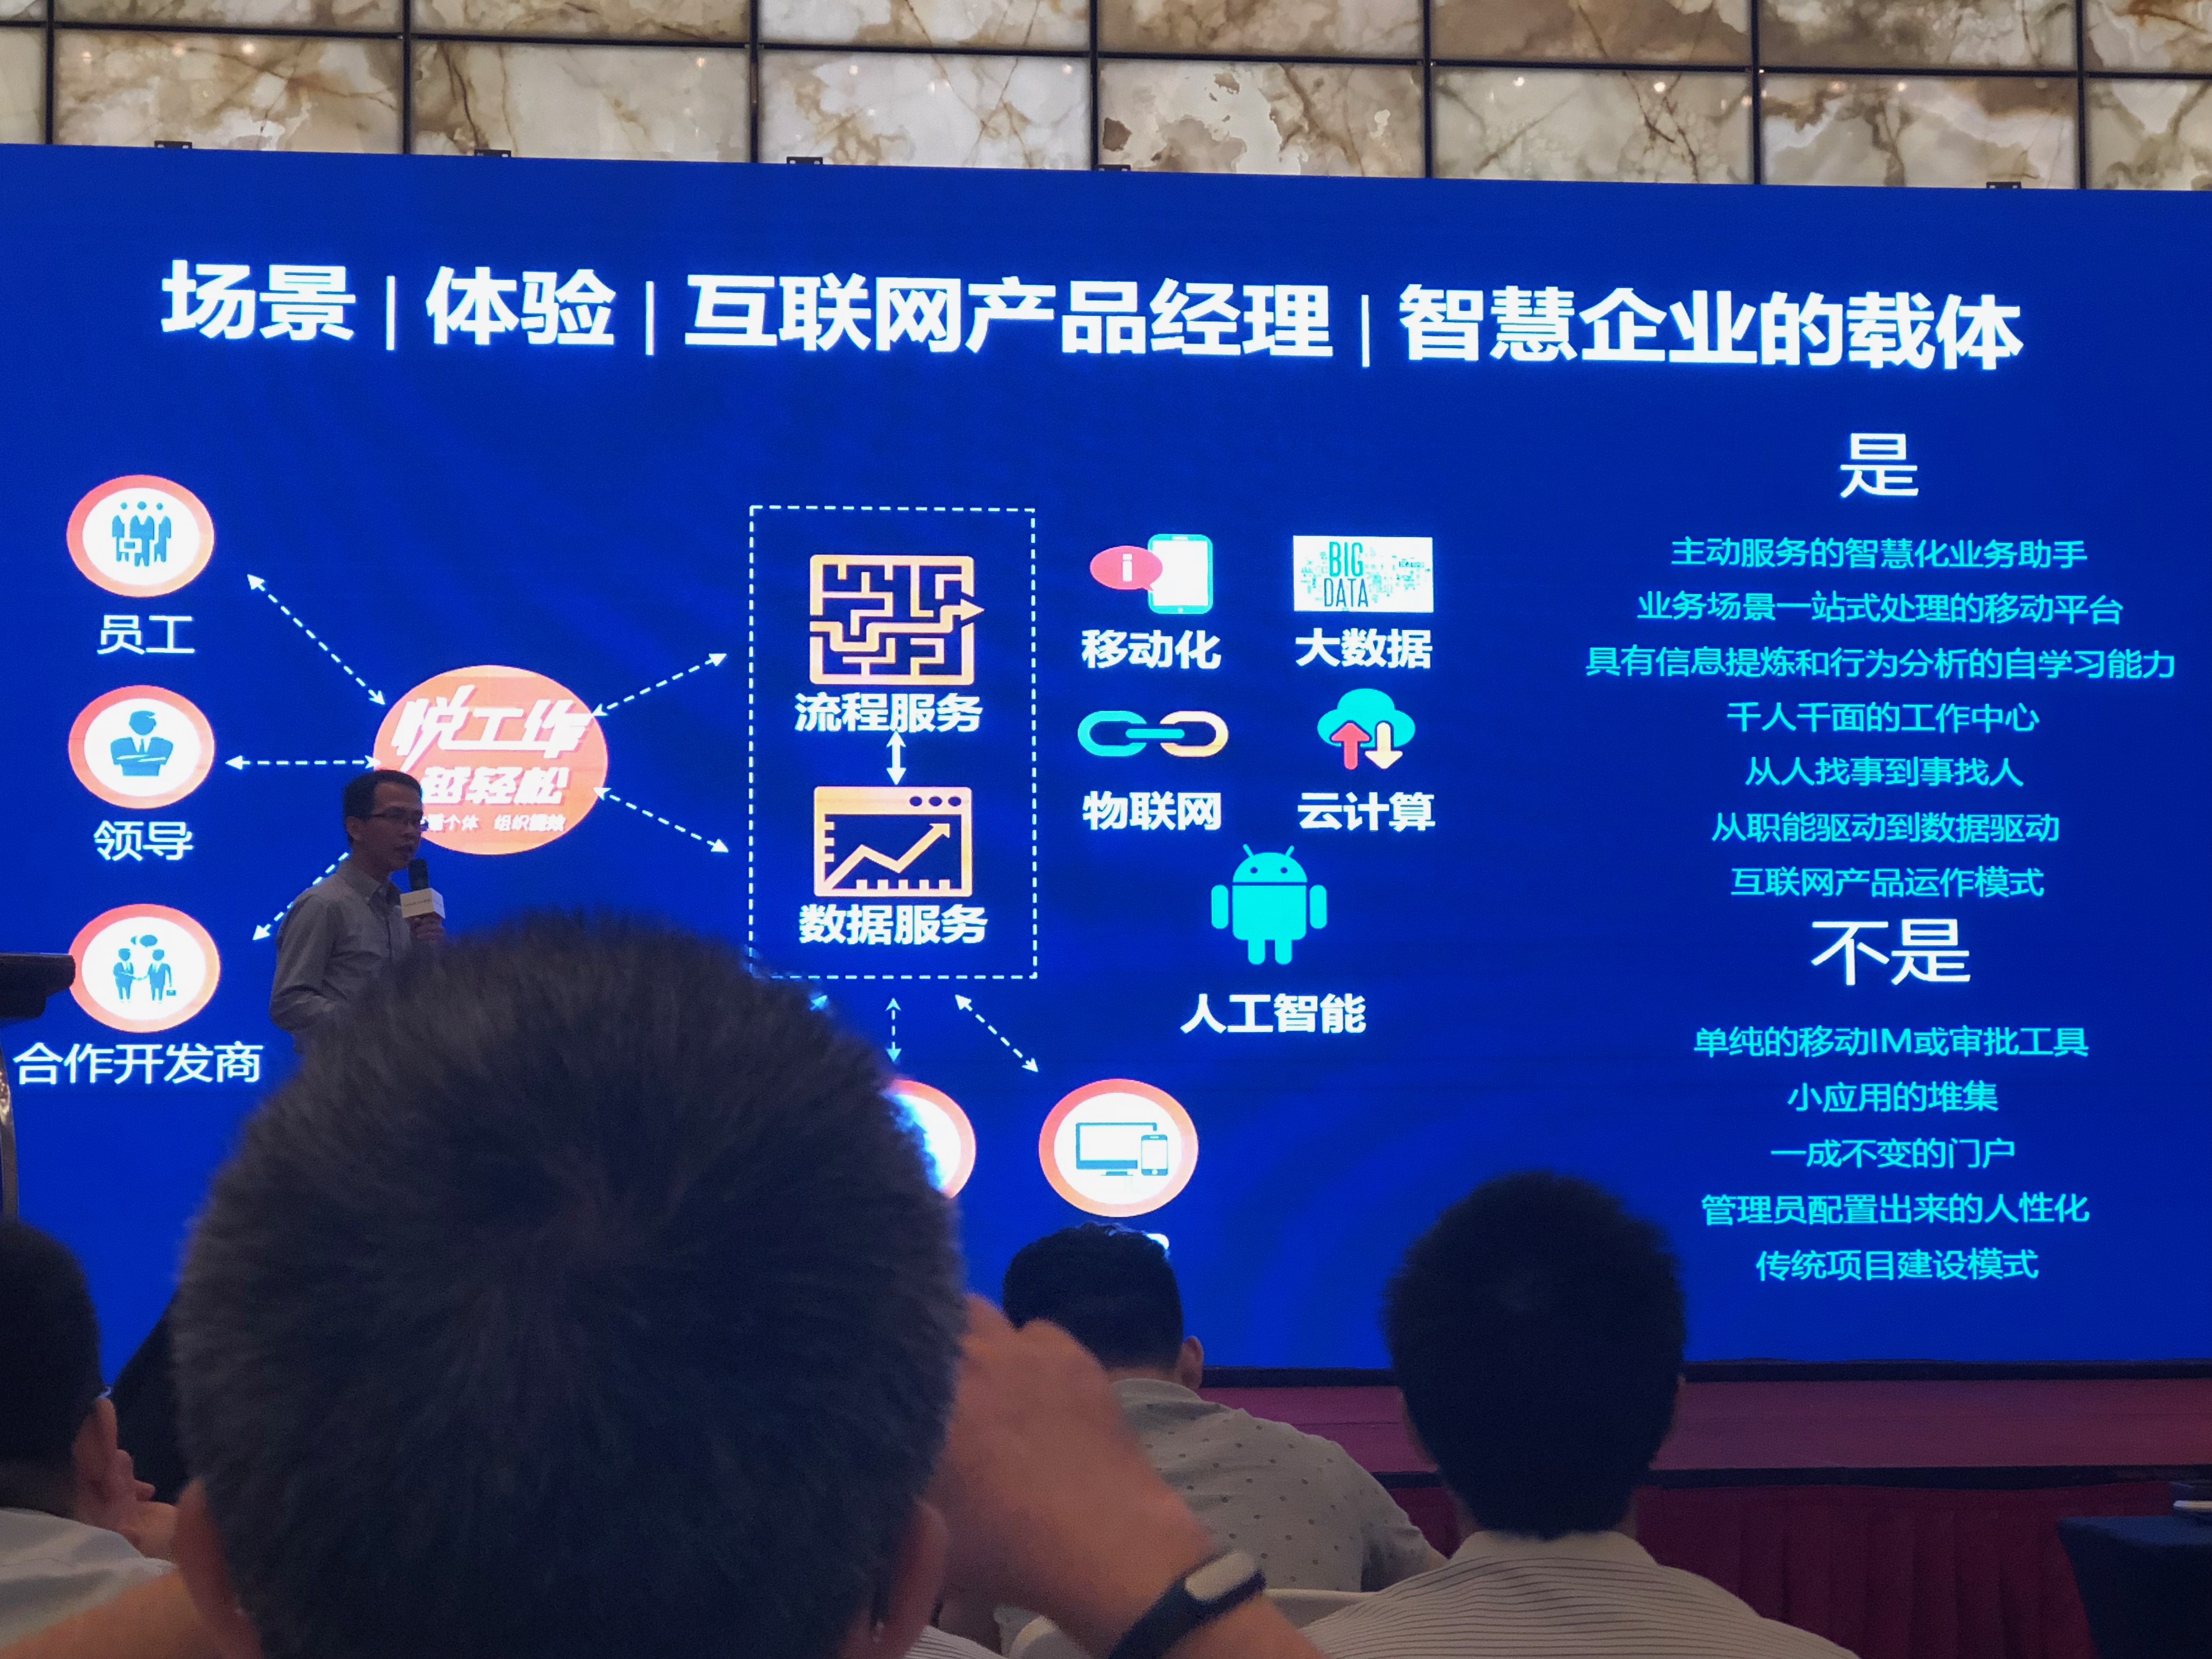 场景 | 体验 | 互联网产品经理 | 智慧企业的载体
员工
领导
合作开发商
悦工作
越轻松
个体 组织
流程服务
数据服务
移动化
BIG
DATA
大数据
物联网
云计算
人工智能
是
主动服务的智慧化业务助手
业务场景一站式处理的移动平台
具有信息提炼和行为分析的自学习能力
千人千面的工作中心
从人找事到事找人
从职能驱动到数据驱动
互联网产品运作模式
不是
单纯的移动IM或审批工具
小应用的堆集
一成不变的门户
管理员配置出来的人性化
传统项目建设模式